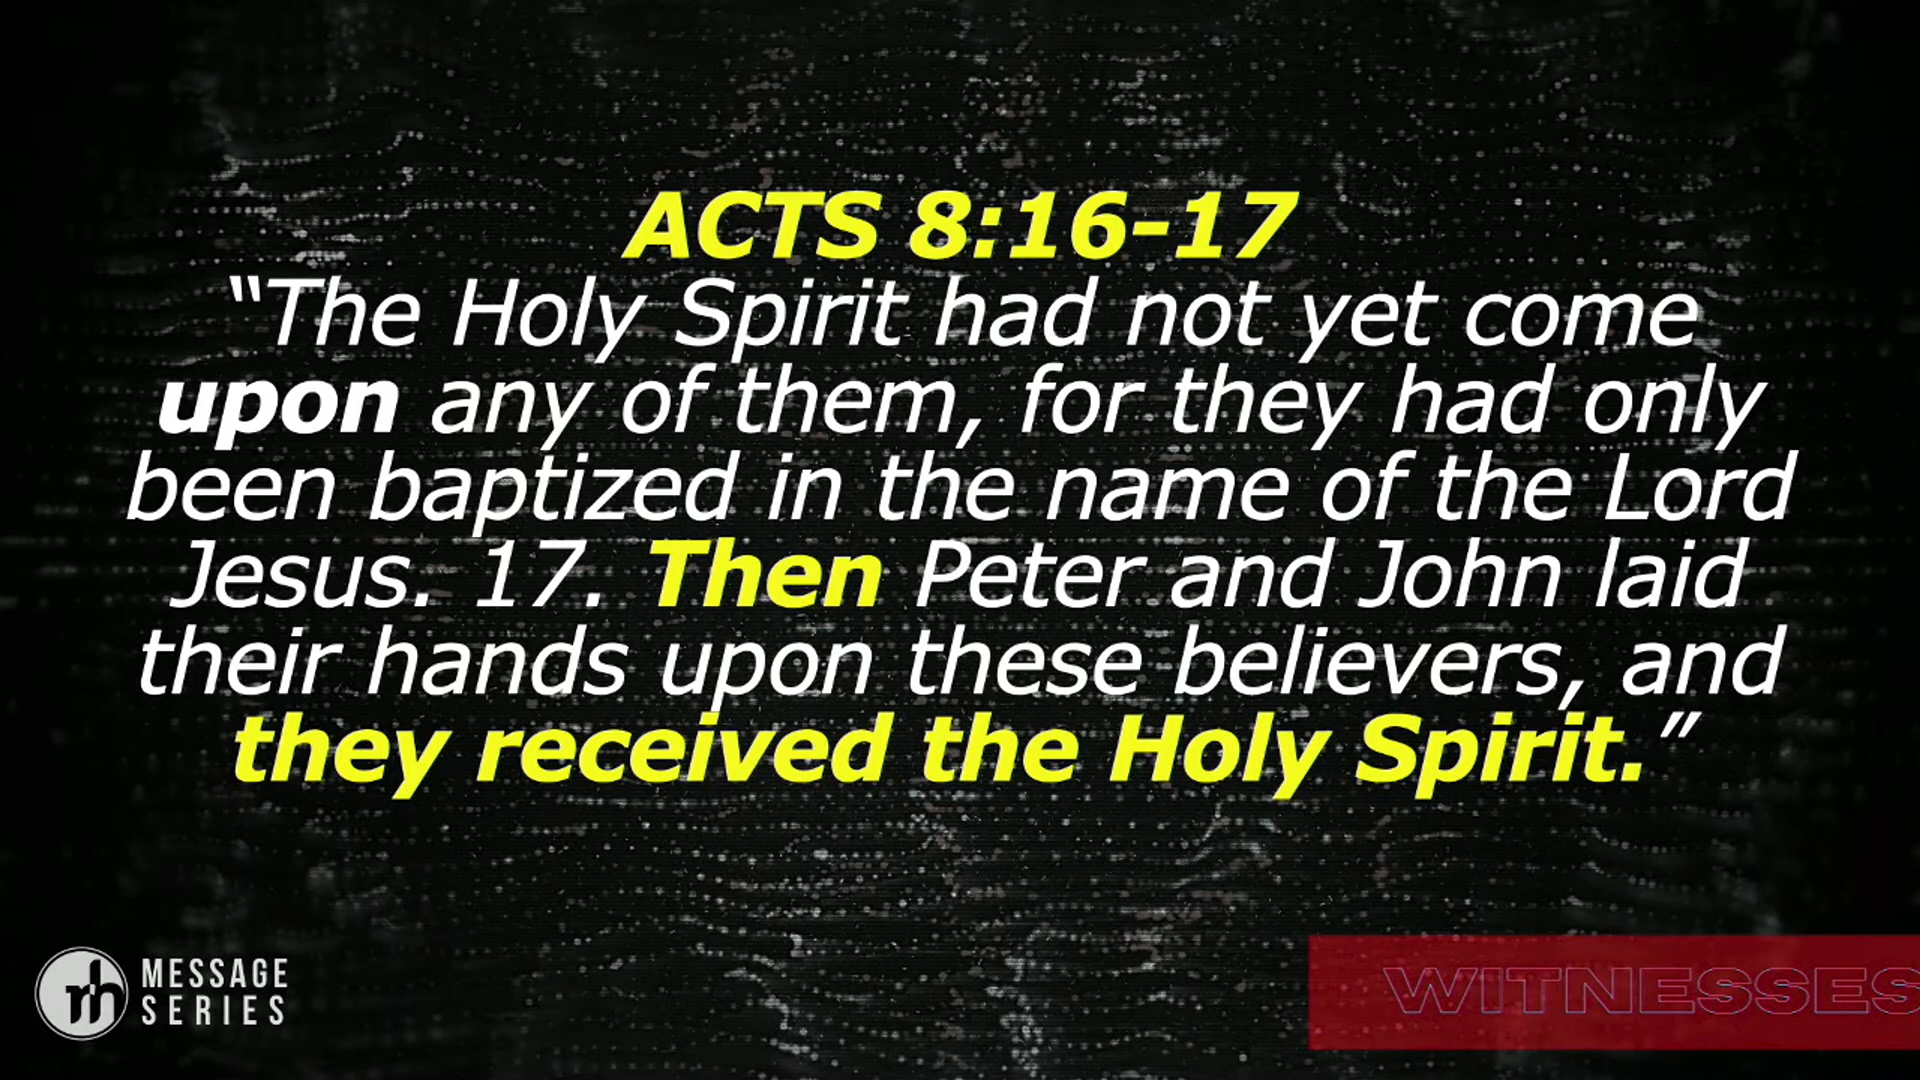 ACTS 8:16-17
“The Holy Spirit had not yet come
upon any of them, for they had only
been baptized in the name of the Lord
Jesus. 17. Then Peter and John laid
their hands upon these believers, and
they received the Holy Spirit.”
rh
MESSAGE
SERIES
WITNESSES